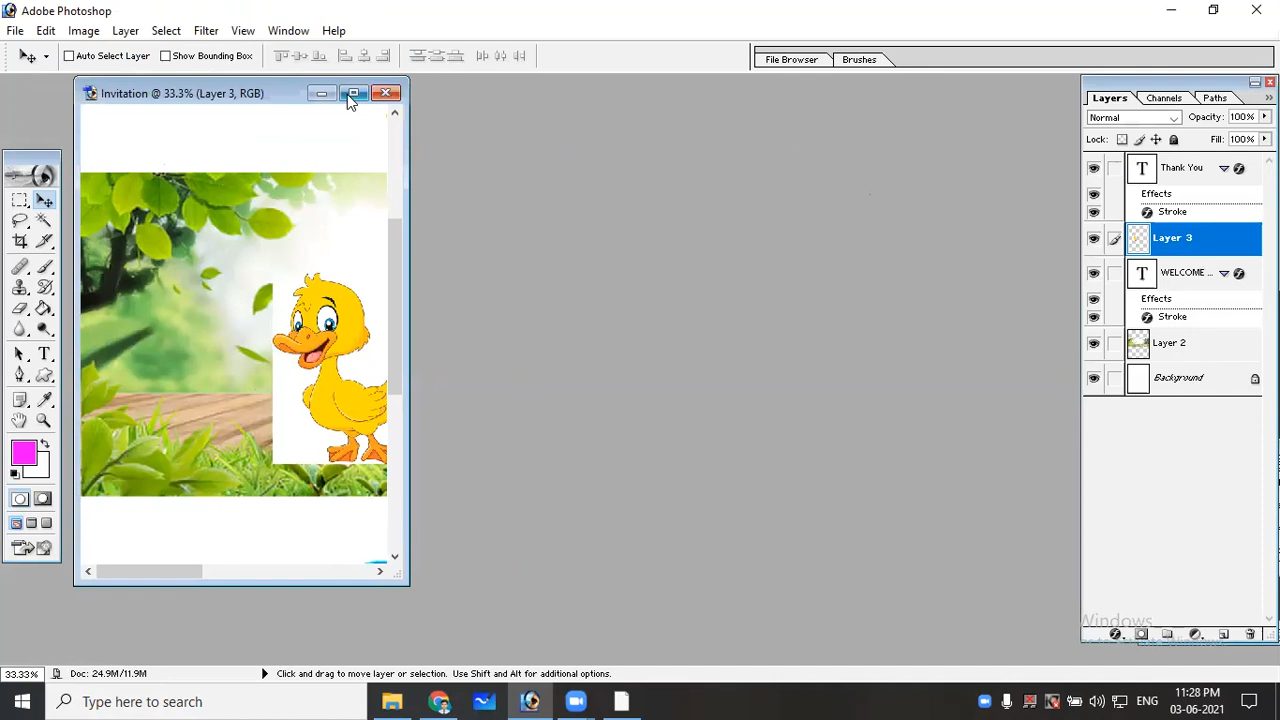 Adobe Photoshop
File Edit Image Layer Select Filter View Window Help
Auto Select Layer Show Bounding Box File Browser Brushes
Invitation @ 33.3% (Layer 3, RGB)
Layers Channels Paths
Normal Opacity: 100%
Lock: Fill: 100%
T Thank You
Effects
Stroke
Layer 3
T WELCOME ...
Effects
Stroke
Layer 2
Background
Windows
33.33% Doc: 24.9M/11.9M Click and drag to move layer or selection. Use Shift and Alt for additional options.
Type here to search
ENG
11:28 PM
03-06-2021